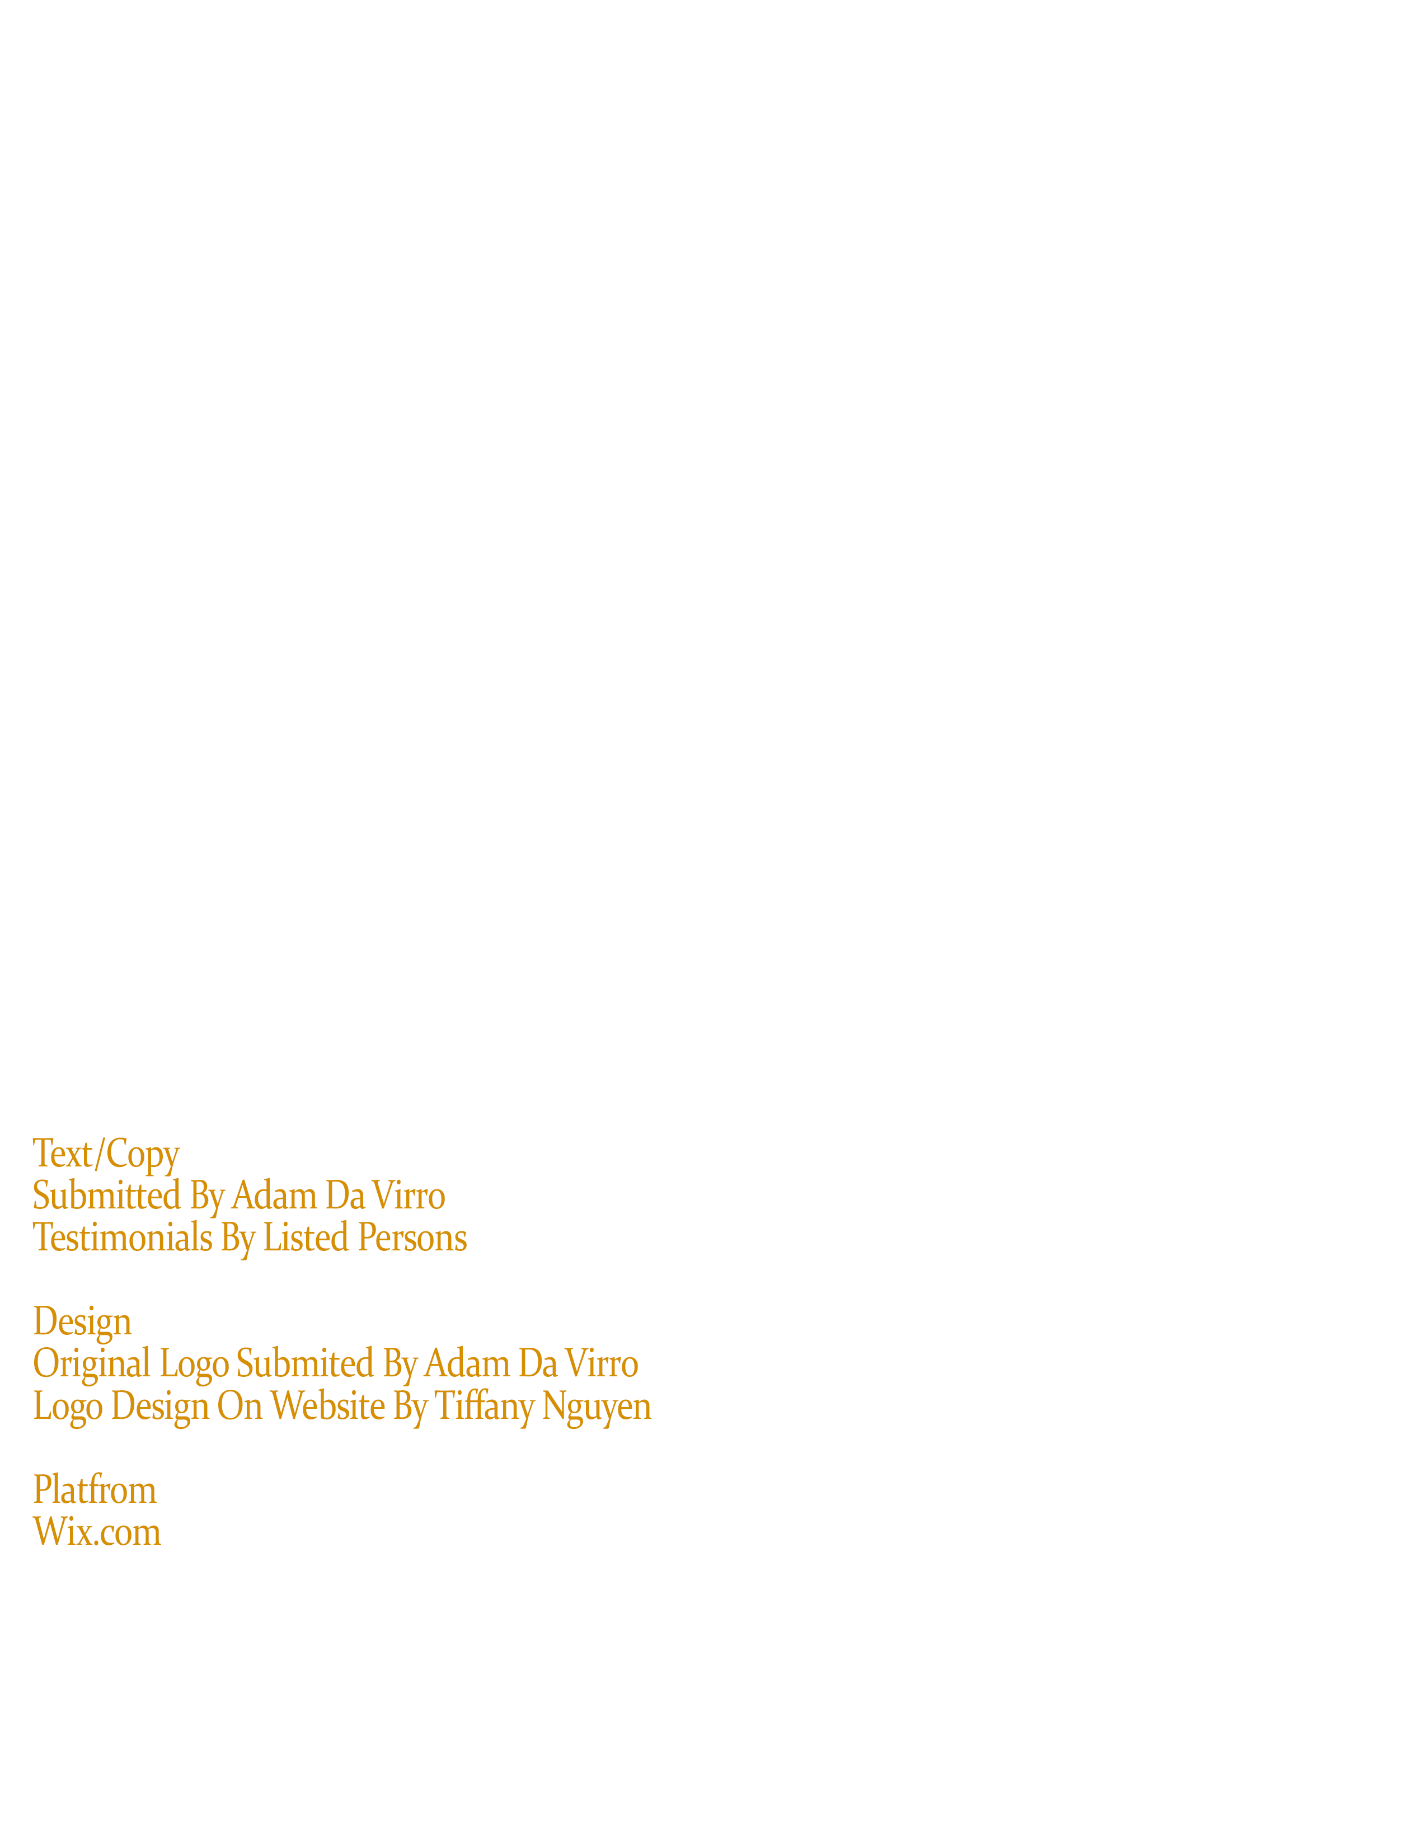 Text/Copy
Submitted By Adam Da Virro
Testimonials By Listed Persons
Design
Original Logo Submited By Adam Da Virro
Logo Design On Website By Tiffany Nguyen
Platfrom
Wix.com